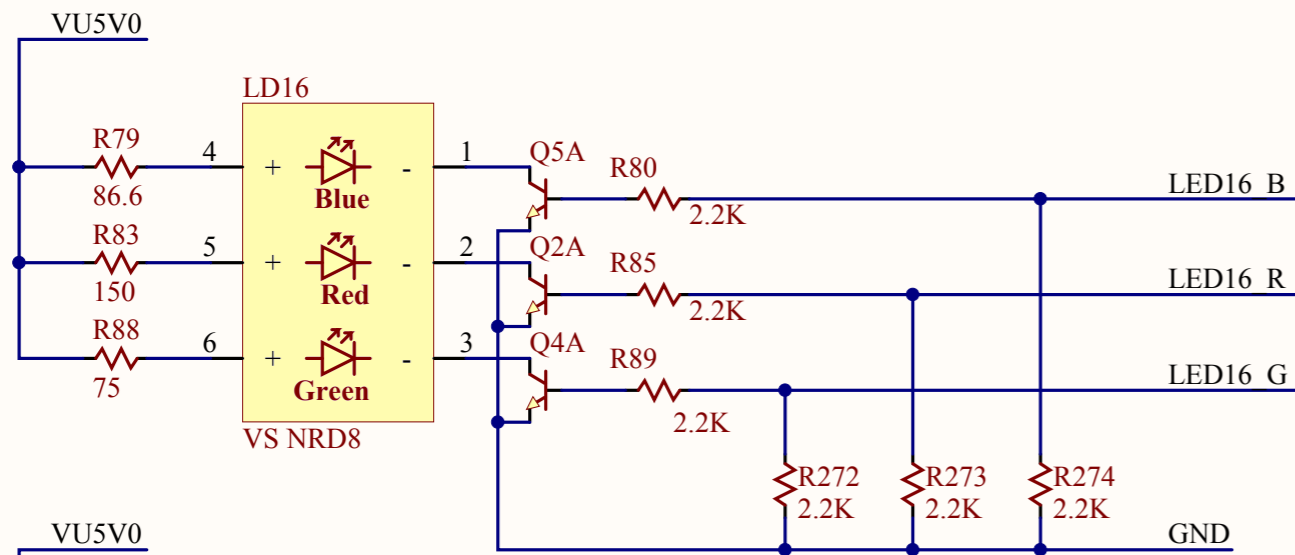 VU5V0
LD16
R79
4
+
-
1
Q5A
R80
86.6
Blue
2.2K
LED16_B
R83
5
+
-
2
Q2A
R85
150
Red
2.2K
LED16_R
R88
6
+
-
3
Q4A
R89
75
Green
2.2K
LED16_G
VS NRD8
R272
R273
R274
2.2K
2.2K
2.2K
VU5V0
GND